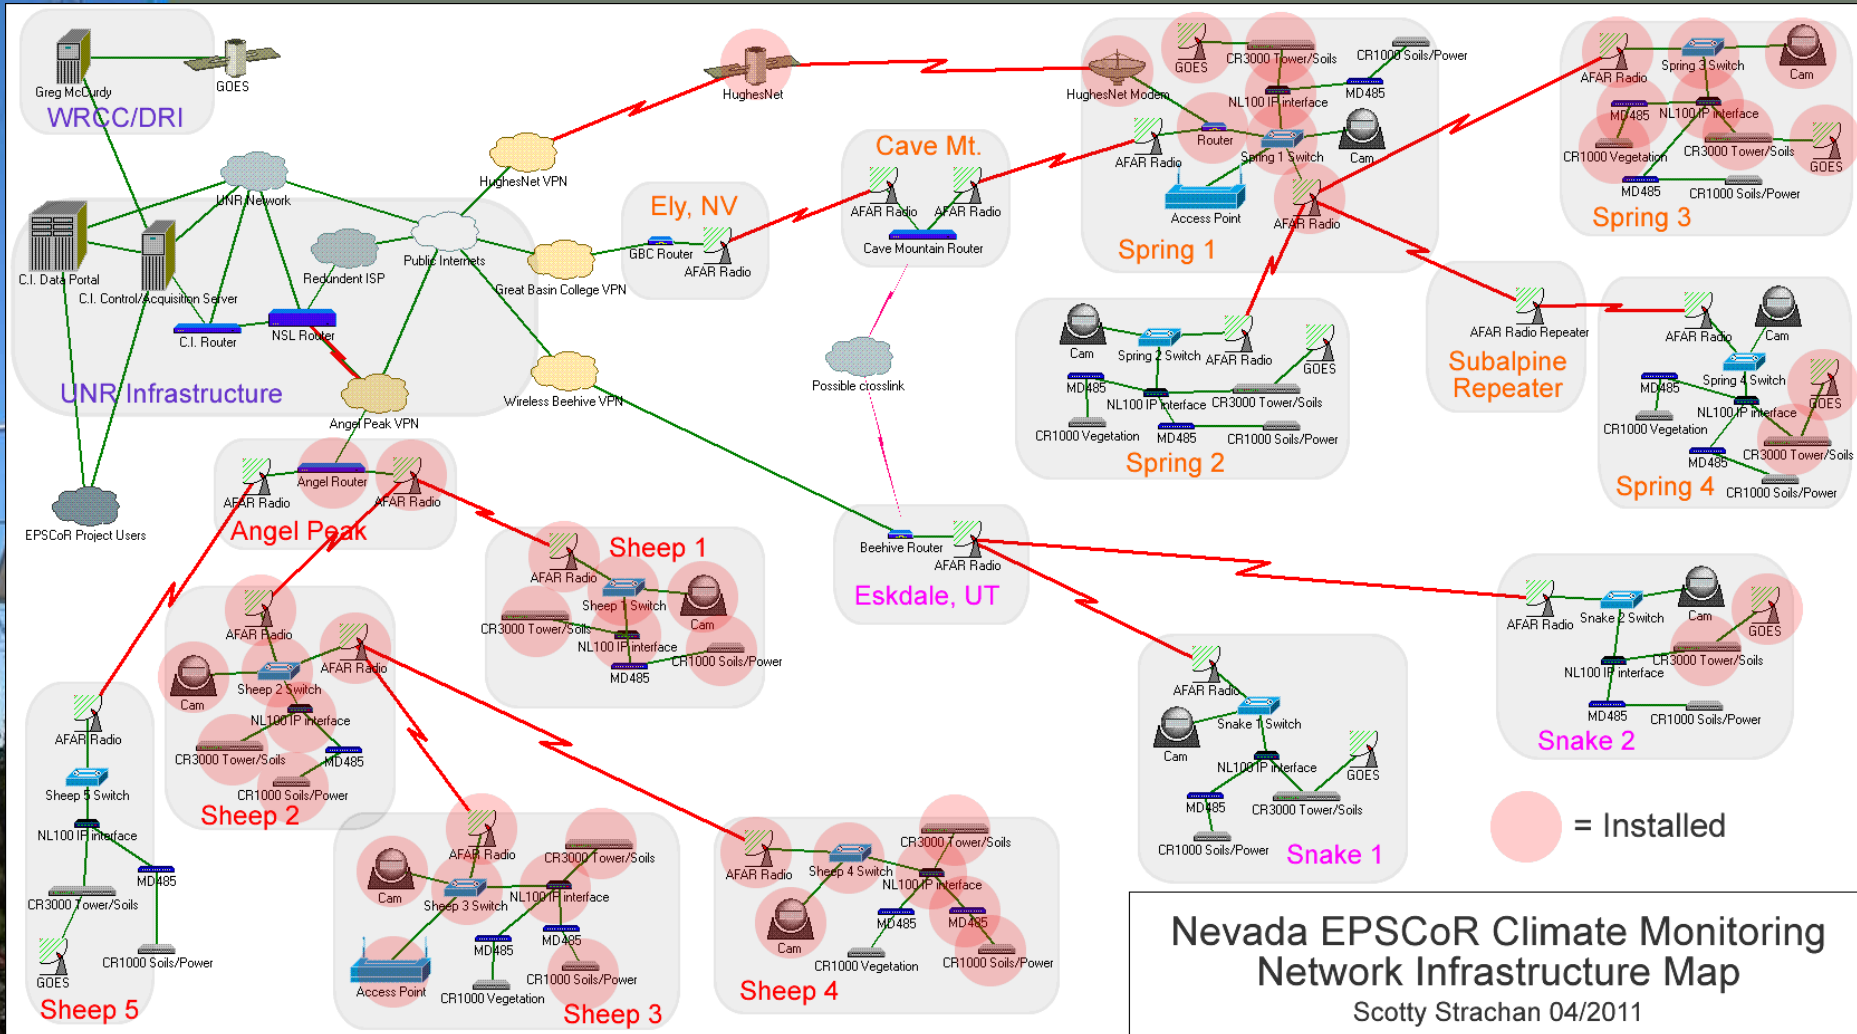 Greg McCurdy
GOES
WRCC/DRI
UNR Network
C.I. Data Portal
C.I. Control/Acquisition Server
C.I. Router
NSL Router
Redundent ISP
Public Internets
UNR Infrastructure
EPSCoR Project Users
HughesNet VPN
Great Basin College VPN
Wireless Beehive VPN
Angel Peak VPN
HughesNet
Ely, NV
GBC Router
AFAR Radio
Cave Mt.
AFAR Radio
AFAR Radio
Cave Mountain Router
Possible crosslink
HughesNet Modem
GOES
CR3000 Tower/Soils
CR1000 Soils/Power
MD485
NL100 IP interface
AFAR Radio
Router
Spring 1 Switch
Cam
Access Point
AFAR Radio
Spring 1
AFAR Radio
Spring 3 Switch
Cam
MD485
NL100 IP interface
CR1000 Vegetation
CR3000 Tower/Soils
GOES
MD485
CR1000 Soils/Power
Spring 3
Cam
Spring 2 Switch
AFAR Radio
GOES
MD485
NL100 IP interface
CR3000 Tower/Soils
CR1000 Vegetation
MD485
CR1000 Soils/Power
Spring 2
AFAR Radio Repeater
Subalpine
Repeater
AFAR Radio
Cam
Spring 4 Switch
MD485
NL100 IP interface
GOES
CR1000 Vegetation
CR3000 Tower/Soils
MD485
CR1000 Soils/Power
Spring 4
AFAR Radio
Angel Router
AFAR Radio
Angel Peak
AFAR Radio
Sheep 1
Sheep 1 Switch
Cam
CR3000 Tower/Soils
NL100 IP interface
MD485
CR1000 Soils/Power
Beehive Router
AFAR Radio
Eskdale, UT
AFAR Radio
Snake 2 Switch
Cam
GOES
NL100 IP interface
CR3000 Tower/Soils
MD485
CR1000 Soils/Power
Snake 2
AFAR Radio
Cam
Snake 1 Switch
NL100 IP interface
GOES
MD485
CR3000 Tower/Soils
CR1000 Soils/Power
Snake 1
AFAR Radio
AFAR Radio
Cam
Sheep 2 Switch
NL100 IP interface
CR3000 Tower/Soils
MD485
CR1000 Soils/Power
Sheep 2
AFAR Radio
Sheep 5 Switch
NL100 IP interface
MD485
CR3000 Tower/Soils
GOES
CR1000 Soils/Power
Sheep 5
AFAR Radio
CR3000 Tower/Soils
Cam
Sheep 3 Switch
NL100 IP interface
MD485
MD485
Access Point
CR1000 Vegetation
CR1000 Soils/Power
Sheep 3
AFAR Radio
Sheep 4 Switch
CR3000 Tower/Soils
NL100 IP interface
Cam
MD485
MD485
CR1000 Vegetation
CR1000 Soils/Power
Sheep 4
= Installed
Nevada EPSCoR Climate Monitoring
Network Infrastructure Map
Scotty Strachan 04/2011